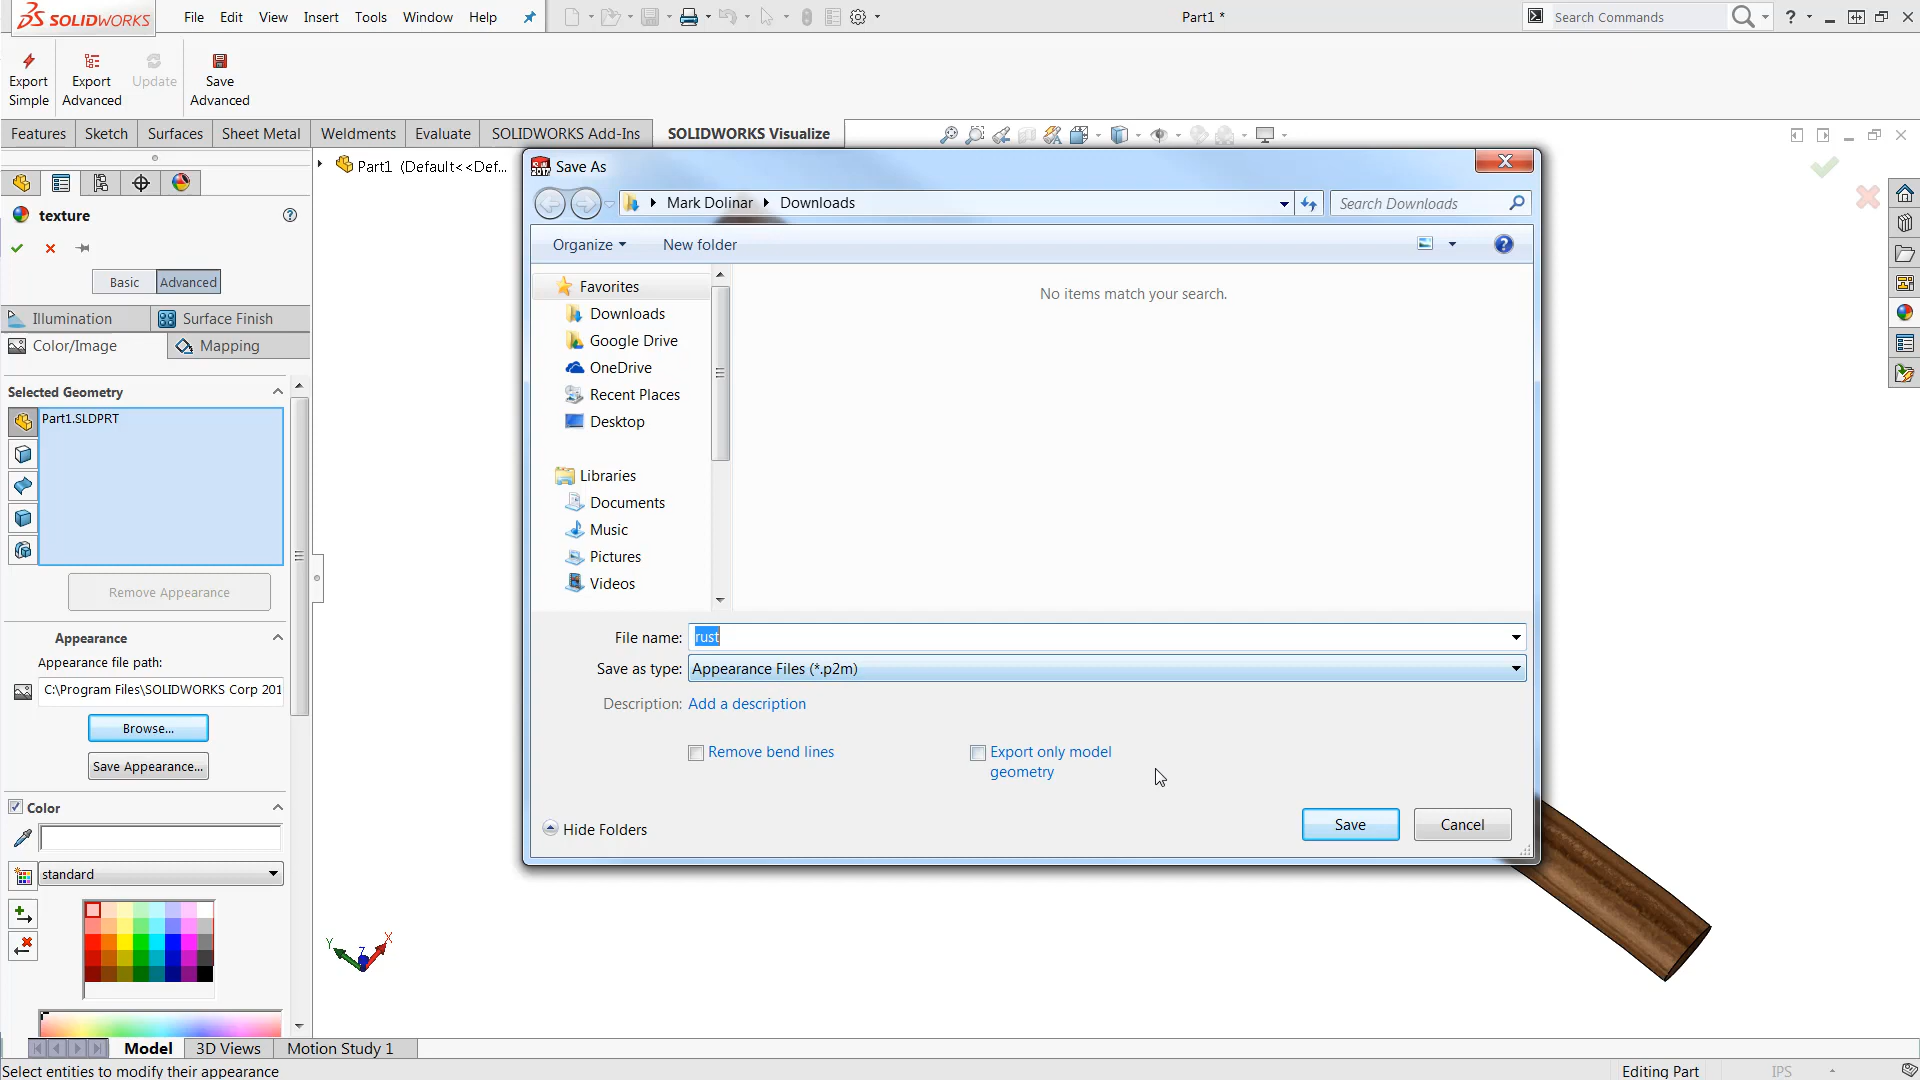 SOLIDWORKS File Edit View Insert Tools Window Help Part1 * Search Commands ?
Export Simple
Export Advanced
Update
Save Advanced
Features Sketch Surfaces Sheet Metal Weldments Evaluate SOLIDWORKS Add-Ins SOLIDWORKS Visualize
Part1 (Default<<Def...
texture
Basic Advanced
Illumination Surface Finish
Color/Image Mapping
Selected Geometry
Part1.SLDPRT
Remove Appearance
Appearance
Appearance file path:
C:\Program Files\SOLIDWORKS Corp 201
Browse...
Save Appearance...
Color
standard
Save As
Mark Dolinar Downloads Search Downloads
Organize New folder
No items match your search.
Favorites
Downloads
Google Drive
OneDrive
Recent Places
Desktop
Libraries
Documents
Music
Pictures
Videos
File name: rust
Save as type: Appearance Files (*.p2m)
Description: Add a description
Remove bend lines
Export only model
geometry
Hide Folders Save Cancel
Y Z X
Model 3D Views Motion Study 1
Select entities to modify their appearance Editing Part IPS